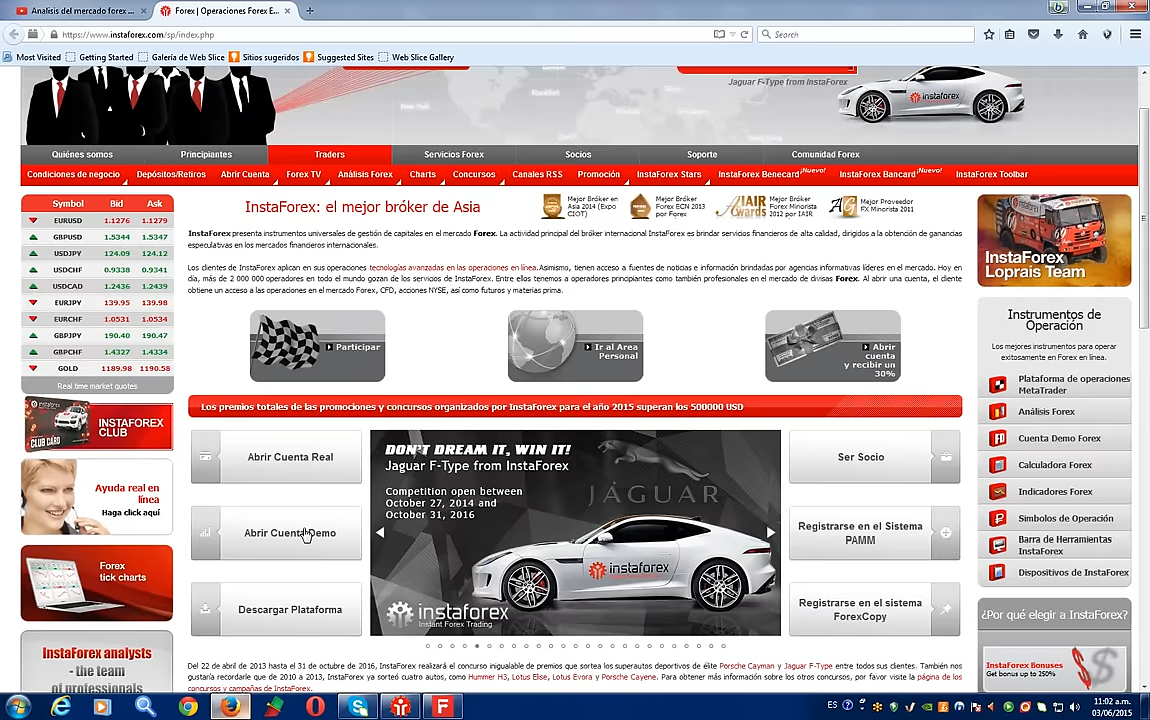 Analisis del mercado forex ...
Forex | Operaciones Forex E...
https://www.instaforex.com/sp/index.php
Search
Most Visited
Getting Started
Galería de Web Slice
Sitios sugeridos
Suggested Sites
Web Slice Gallery
Jaguar F-Type from InstaForex
instaforex
Quiénes somos
Principiantes
Traders
Servicios Forex
Socios
Soporte
Comunidad Forex
Condiciones de negocio
Depósitos/Retiros
Abrir Cuenta
Forex TV
Análisis Forex
Charts
Concursos
Canales RSS
Promoción
InstaForex Stars
InstaForex Benecard ¡Nuevo!
InstaForex Bancard ¡Nuevo!
InstaForex Toolbar
Symbol Bid Ask
EURUSD 1.1276 1.1279
GBPUSD 1.5344 1.5347
USDJPY 124.09 124.12
USDCHF 0.9338 0.9341
USDCAD 1.2436 1.2439
EURJPY 139.95 139.98
EURCHF 1.0531 1.0534
GBPJPY 190.40 190.47
GBPCHF 1.4327 1.4334
GOLD 1189.98 1190.58
Real time market quotes
INSTAFOREX
CLUB
CLUB CARD
Ayuda real en
línea
Haga click aquí
Forex
tick charts
InstaForex analysts
- the team
of professionals
InstaForex: el mejor bróker de Asia
Mejor Bróker en
Asia 2014 (Expo
CIOT)
Mejor Bróker
Forex ECN 2013
por Forex
IAIR
Awards
Mejor Bróker Forex
Minorista
2012 por IAIR
Mejor Proveedor
FX Minorista 2011
InstaForex presenta instrumentos universales de gestión de capitales en el mercado Forex. La actividad principal del bróker internacional InstaForex es brindar servicios financieros de alta calidad, dirigidos a la obtención de ganancias
especulativas en los mercados financieros internacionales.
Los clientes de InstaForex aplican en sus operaciones tecnologías avanzadas en las operaciones en línea.Asimismo, tienen acceso a fuentes de noticias e información brindadas por agencias informativas líderes en el mercado. Hoy en
día, más de 2 000 000 operadores en todo el mundo gozan de los servicios de InstaForex. Entre ellos tenemos a operadores principiantes como también profesionales en el mercado de divisas Forex. Al abrir una cuenta, el cliente
obtiene un acceso a las operaciones en el mercado Forex, CFD, acciones NYSE, así como futuros y materias prima.
Participar
Ir al Area
Personal
Abrir
cuenta
y recibir un
30%
Los premios totales de las promociones y concursos organizados por InstaForex para el año 2015 superan los 500000 USD
Abrir Cuenta Real
Abrir Cuenta Demo
Descargar Plataforma
DON'T DREAM IT, WIN IT!
Jaguar F-Type from InstaForex
Competition open between
October 27, 2014 and
October 31, 2016
JAGUAR
instaforex
instaforex
Instant Forex Trading
Ser Socio
Registrarse en el Sistema
PAMM
Registrarse en el sistema
ForexCopy
Del 22 de abril de 2013 hasta el 31 de octubre de 2016, InstaForex realizará el concurso inigualable de premios que sortea los superautos deportivos de élite Porsche Cayman y Jaguar F-Type entre todos sus clientes. También nos
gustaría recordarle que de 2010 a 2013, InstaForex ya sorteó cuatro autos, como Hummer H3, Lotus Elise, Lotus Evora y Porsche Cayene. Para obtener más información sobre los otros concursos, por favor visite la página de los
concursos y campañas de InstaForex.
InstaForex
Loprais Team
Instrumentos de
Operación
Los mejores instrumentos para operar
exitosamente en Forex en línea.
Plataforma de operaciones
MetaTrader
Análisis Forex
Cuenta Demo Forex
Calculadora Forex
Indicadores Forex
Símbolos de Operación
Barra de Herramientas
InstaForex
Dispositivos de InstaForex
¿Por qué elegir a InstaForex?
InstaForex Bonuses
Get bonus up to 250%
ES
11:02 a.m.
03/06/2015